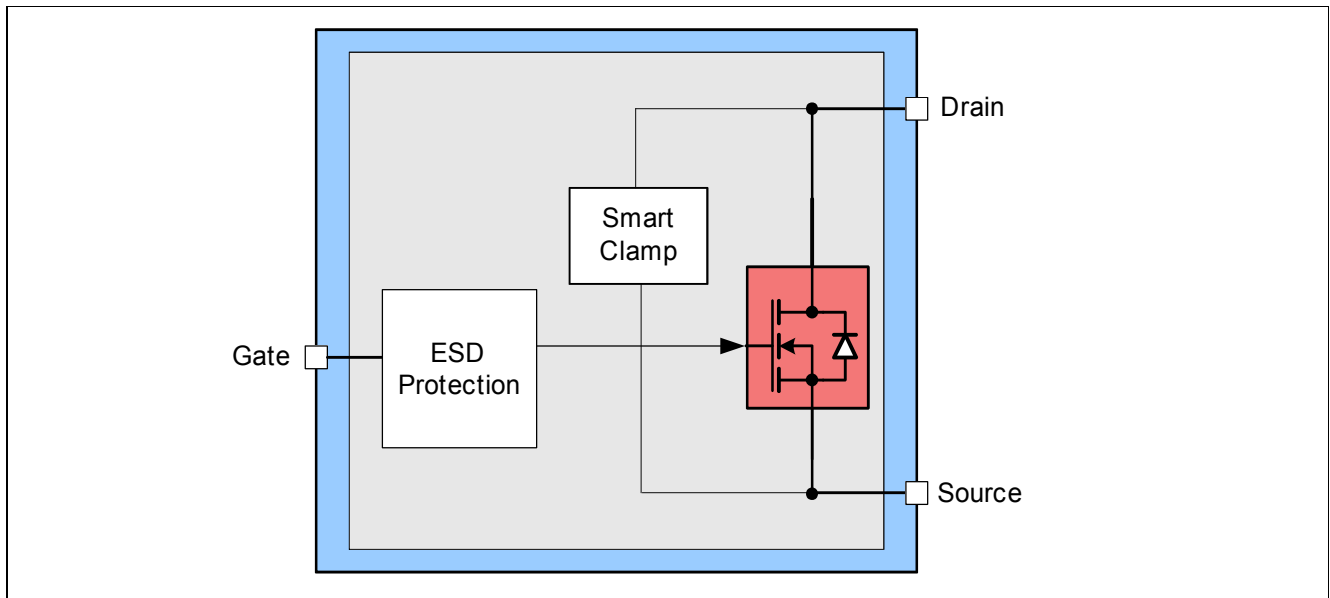 Drain
Smart
Clamp
Gate
ESD
Protection
Source